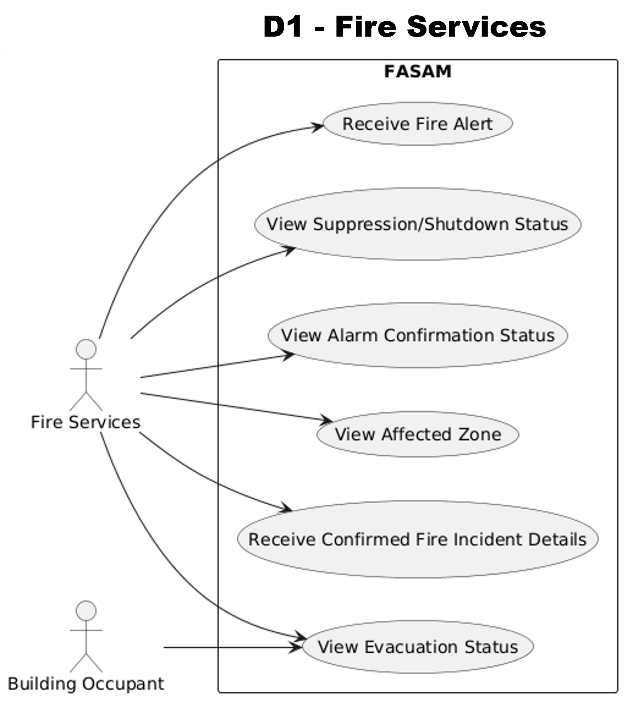 D1 - Fire Services
FASAM
Receive Fire Alert
View Suppression/Shutdown Status
View Alarm Confirmation Status
Fire Services
View Affected Zone
Receive Confirmed Fire Incident Details
View Evacuation Status
Building Occupant